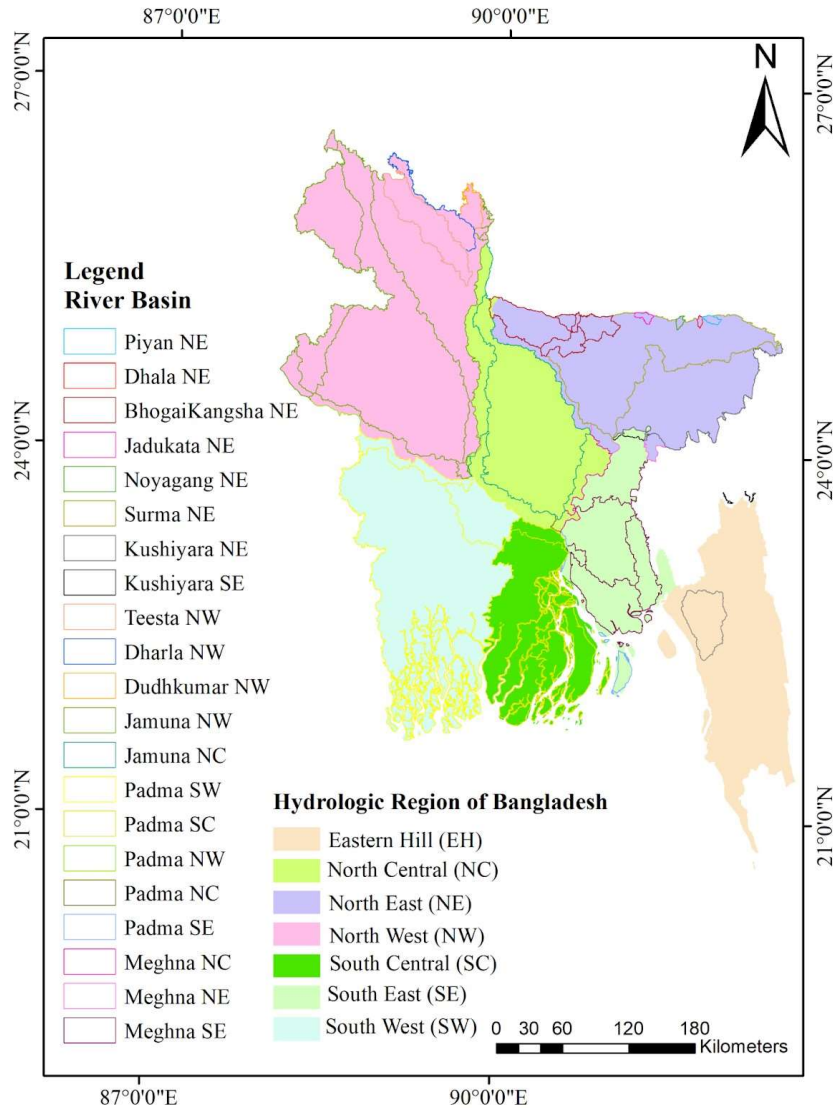 87°0'0"E
90°0'0"E
27°0'0"N
27°0'0"N
N
Legend
River Basin
Piyan NE
Dhala NE
BhogaiKangsha NE
Jadukata NE
Noyagang NE
Surma NE
Kushiyara NE
Kushiyara SE
Teesta NW
Dharla NW
Dudhkumar NW
Jamuna NW
Jamuna NC
Padma SW
Padma SC
Padma NW
Padma NC
Padma SE
Meghna NC
Meghna NE
Meghna SE
24°0'0"N
24°0'0"N
21°0'0"N
21°0'0"N
Hydrologic Region of Bangladesh
Eastern Hill (EH)
North Central (NC)
North East (NE)
North West (NW)
South Central (SC)
South East (SE)
South West (SW)
0 30 60 120 180
Kilometers
87°0'0"E
90°0'0"E